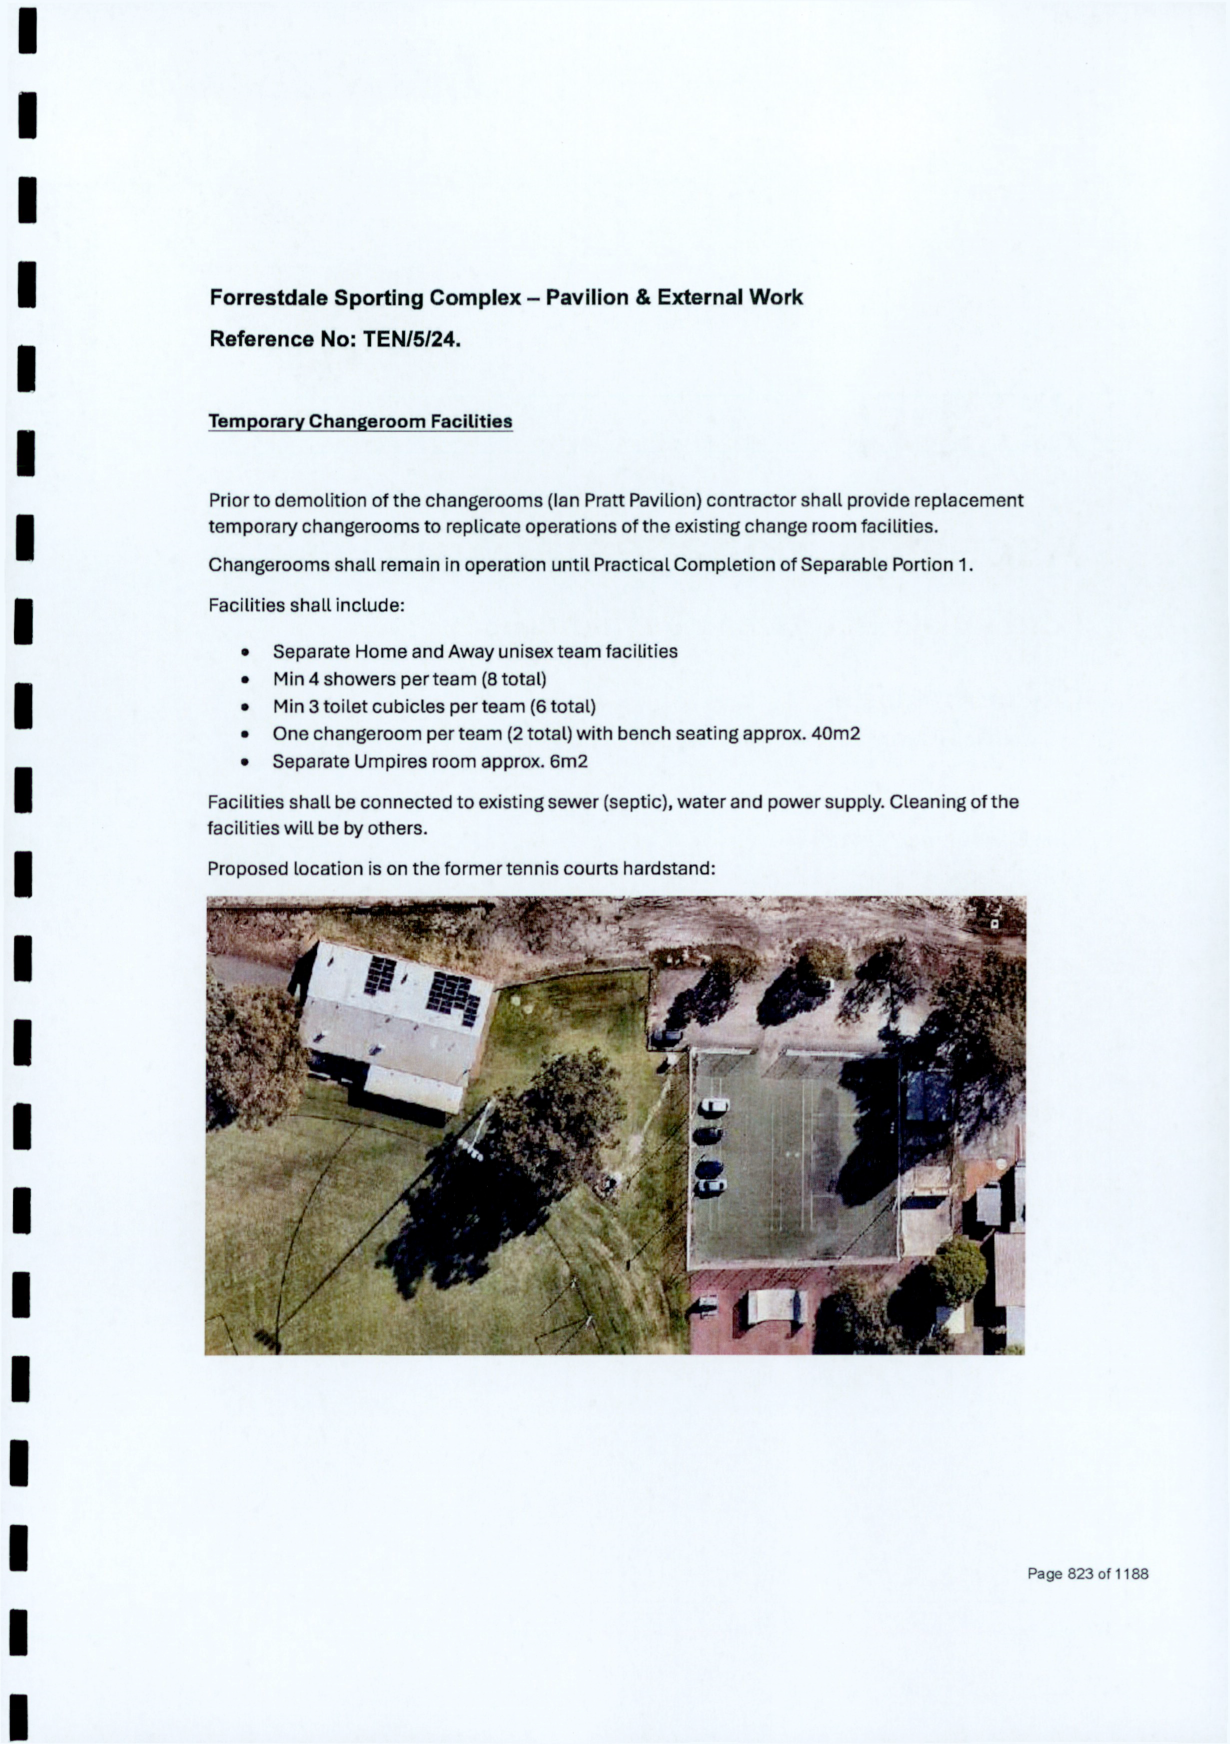 Forrestdale Sporting Complex – Pavilion & External Work
Reference No: TEN/5/24.
Temporary Changeroom Facilities
Prior to demolition of the changerooms (Ian Pratt Pavilion) contractor shall provide replacement
temporary changerooms to replicate operations of the existing change room facilities.
Changerooms shall remain in operation until Practical Completion of Separable Portion 1.
Facilities shall include:
• Separate Home and Away unisex team facilities
• Min 4 showers per team (8 total)
• Min 3 toilet cubicles per team (6 total)
• One changeroom per team (2 total) with bench seating approx. 40m2
• Separate Umpires room approx. 6m2
Facilities shall be connected to existing sewer (septic), water and power supply. Cleaning of the
facilities will be by others.
Proposed location is on the former tennis courts hardstand:
Page 823 of 1188